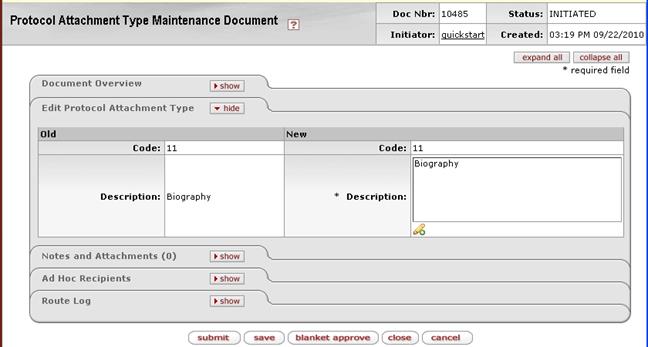 Protocol Attachment Type Maintenance Document ?
Doc Nbr: 10485 Status: INITIATED
Initiator: quickstart Created: 03:19 PM 09/22/2010
expand all collapse all
* required field
Document Overview show
Edit Protocol Attachment Type hide
Old New
Code: 11 Code: 11
Description: Biography * Description: Biography
Notes and Attachments (0) show
Ad Hoc Recipients show
Route Log show
submit save blanket approve close cancel